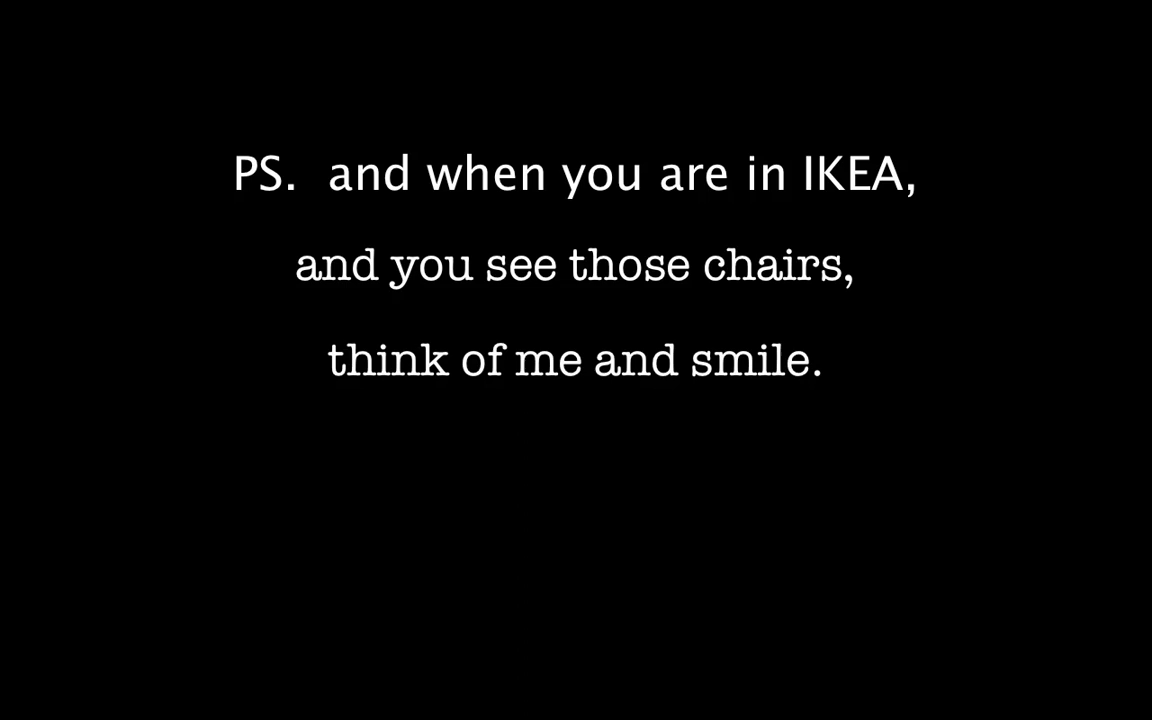 PS.  and when you are in IKEA,
and you see those chairs,
think of me and smile.